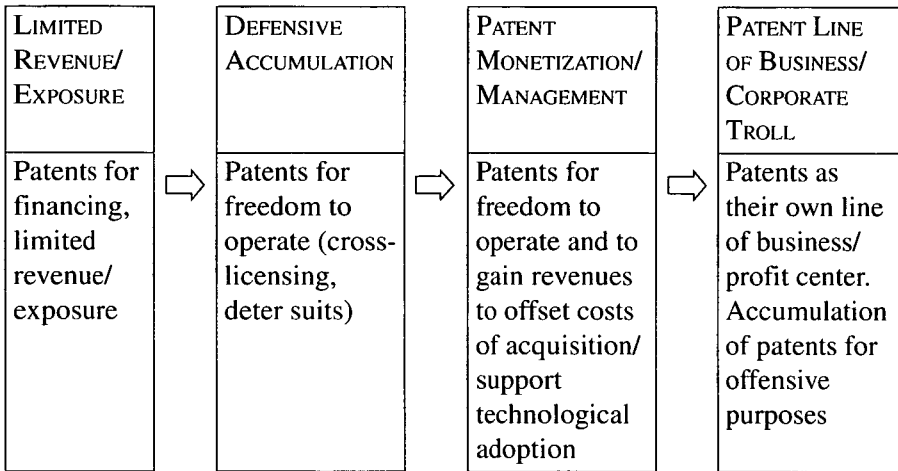 LIMITED
REVENUE/
EXPOSURE
Patents for
financing,
limited
revenue/
exposure
DEFENSIVE
ACCUMULATION
Patents for
freedom to
operate (cross-
licensing,
deter suits)
PATENT
MONETIZATION/
MANAGEMENT
Patents for
freedom to
operate and to
gain revenues
to offset costs
of acquisition/
support
technological
adoption
PATENT LINE
OF BUSINESS/
CORPORATE
TROLL
Patents as
their own line
of business/
profit center.
Accumulation
of patents for
offensive
purposes